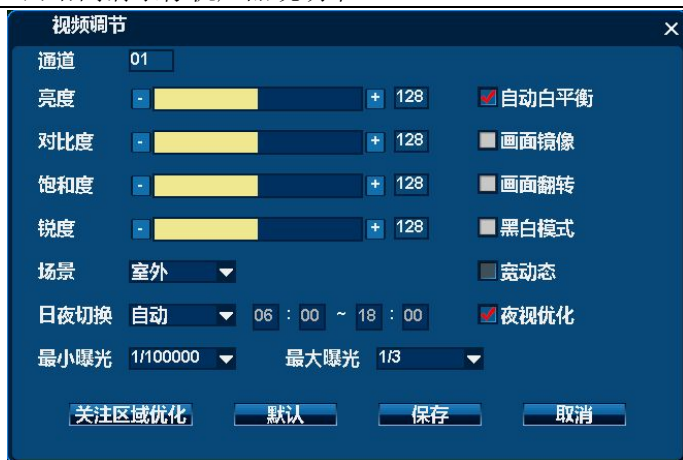 视频调节 ×
通道 01
亮度 - + 128 自动白平衡
对比度 - + 128 画面镜像
饱和度 - + 128 画面翻转
锐度 - + 128 黑白模式
场景 室外 宽动态
日夜切换 自动 06 : 00 ~ 18 : 00 夜视优化
最小曝光 1/100000 最大曝光 1/3
关注区域优化 默认 保存 取消